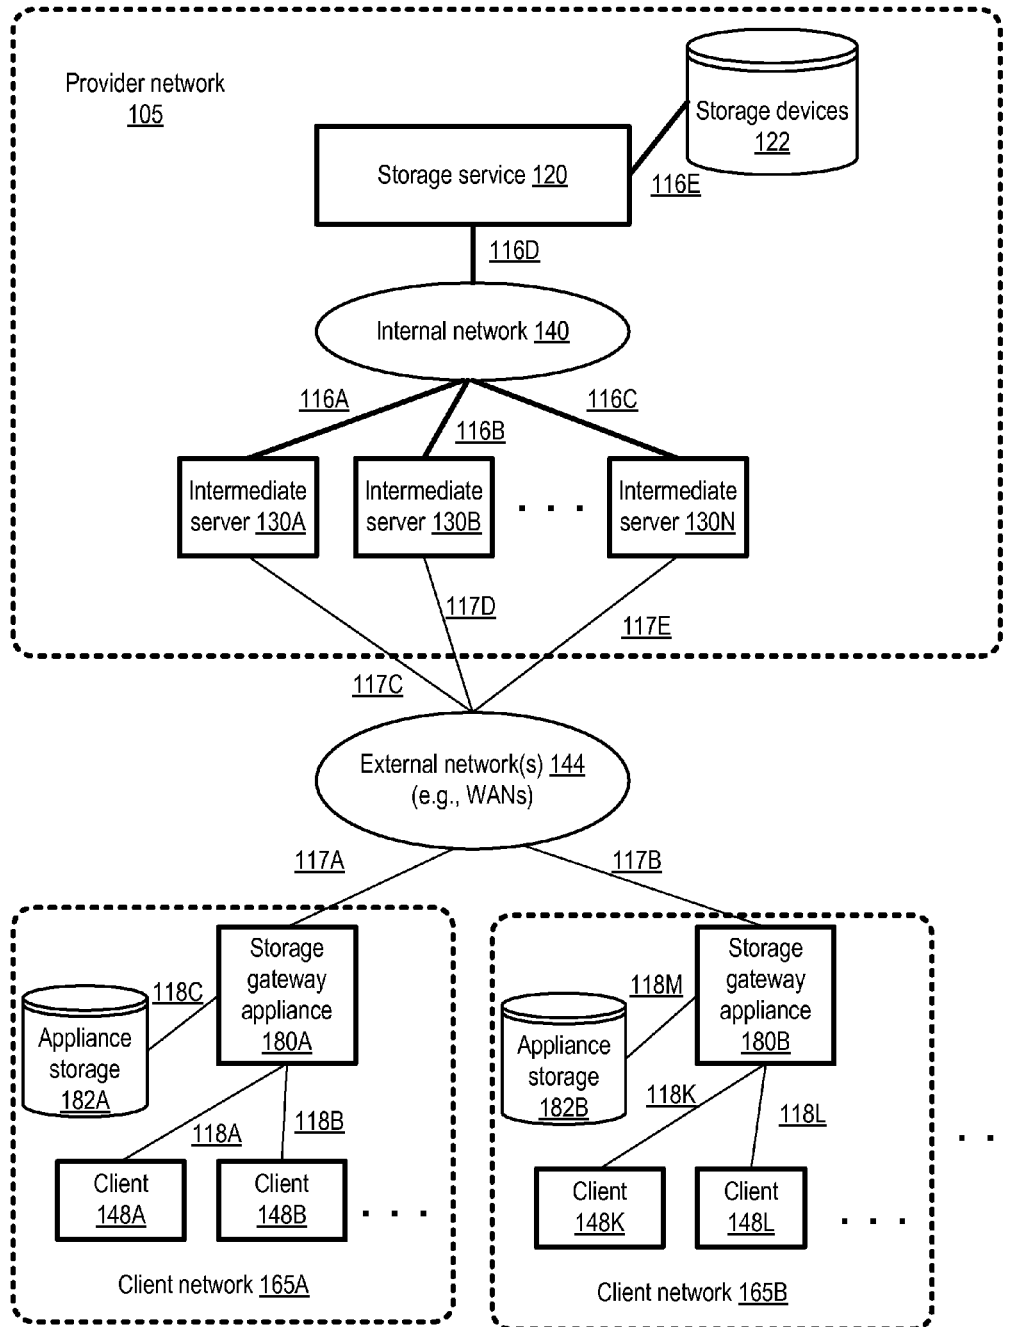 Provider network
105
Storage devices
122
Storage service 120
116E
116D
Internal network 140
116A
116B
116C
Intermediate
server 130A
Intermediate
server 130B
. . .
Intermediate
server 130N
117D
117E
117C
External network(s) 144
(e.g., WANs)
117A
117B
Storage
gateway
appliance
180A
118C
Appliance
storage
182A
118A
118B
Client
148A
Client
148B
. . .
Client network 165A
Storage
gateway
appliance
180B
118M
Appliance
storage
182B
118K
118L
Client
148K
Client
148L
. . .
Client network 165B
. .